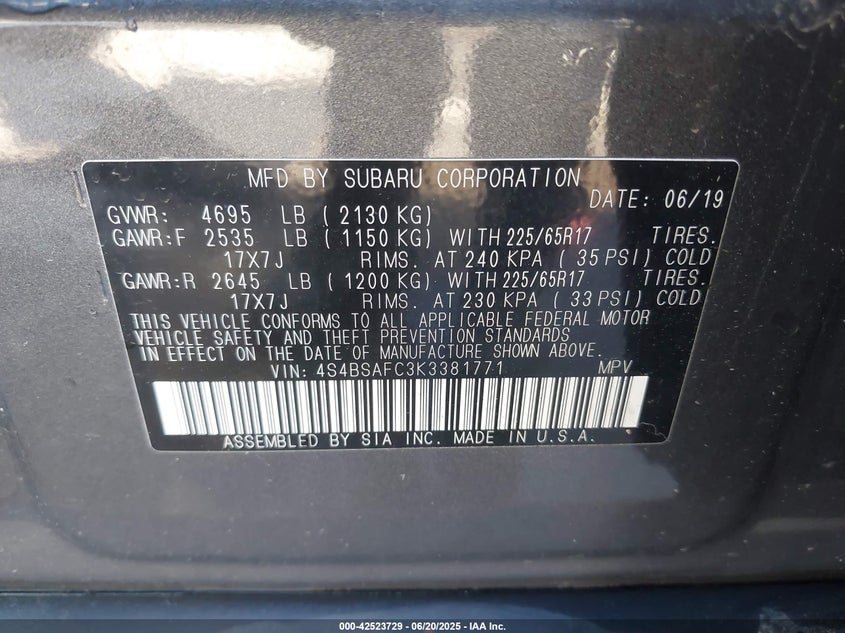 MFD BY SUBARU CORPORATION
DATE: 06/19
GVWR: 4695 LB ( 2130 KG)
GAWR:F 2535 LB ( 1150 KG) WITH 225/65R17 TIRES.
17X7J RIMS. AT 240 KPA ( 35 PSI) COLD
GAWR:R 2645 LB ( 1200 KG) WITH 225/65R17 TIRES.
17X7J RIMS. AT 230 KPA ( 33 PSI) COLD
THIS VEHICLE CONFORMS TO ALL APPLICABLE FEDERAL MOTOR
VEHICLE SAFETY AND THEFT PREVENTION STANDARDS
IN EFFECT ON THE DATE OF MANUFACTURE SHOWN ABOVE.
VIN: 4S4BSAFC3K3381771 MPV
ASSEMBLED BY SIA INC. MADE IN U.S.A.
000-42523729 - 06/20/2025 - IAA Inc.